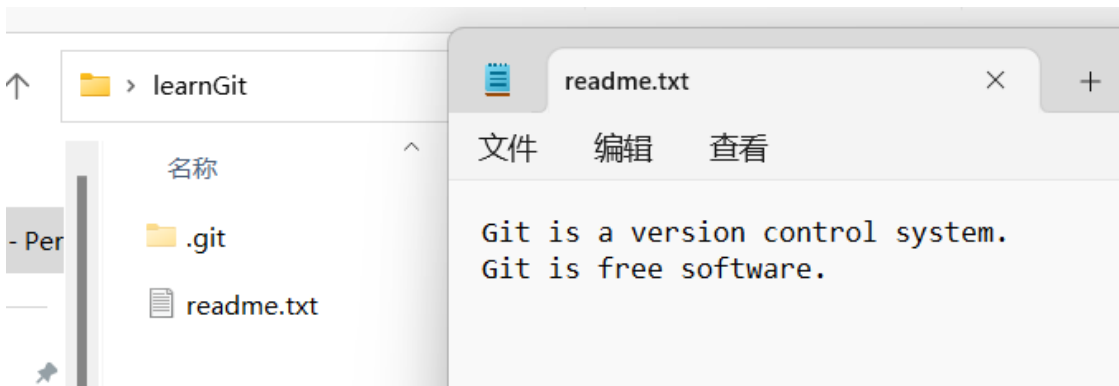 learnGit
名称
- Per
.git
readme.txt
readme.txt
文件 编辑 查看
Git is a version control system.
Git is free software.